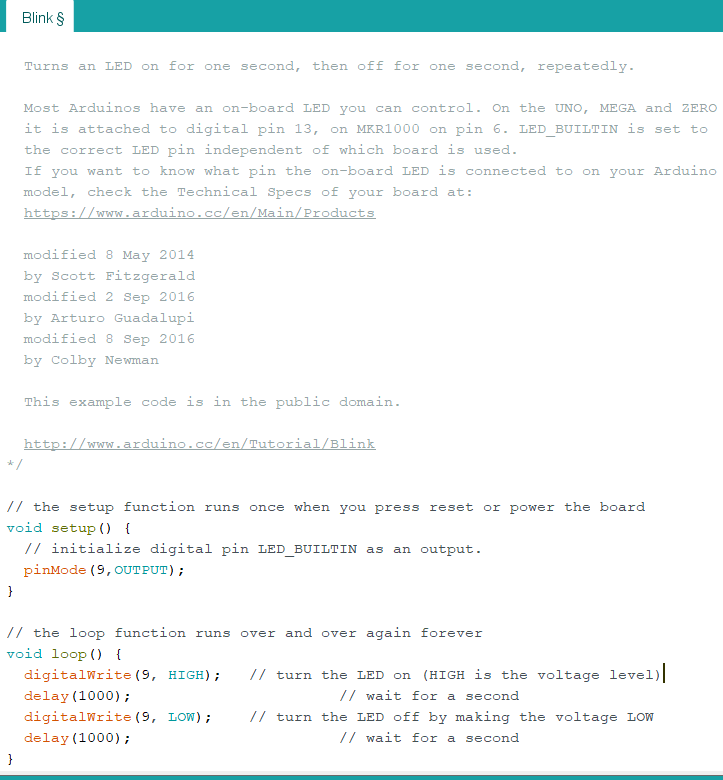 Blink §
Turns an LED on for one second, then off for one second, repeatedly.
Most Arduinos have an on-board LED you can control. On the UNO, MEGA and ZERO
it is attached to digital pin 13, on MKR1000 on pin 6. LED_BUILTIN is set to
the correct LED pin independent of which board is used.
If you want to know what pin the on-board LED is connected to on your Arduino
model, check the Technical Specs of your board at:
https://www.arduino.cc/en/Main/Products
modified 8 May 2014
by Scott Fitzgerald
modified 2 Sep 2016
by Arturo Guadalupi
modified 8 Sep 2016
by Colby Newman
This example code is in the public domain.
http://www.arduino.cc/en/Tutorial/Blink
*/
// the setup function runs once when you press reset or power the board
void setup() {
// initialize digital pin LED_BUILTIN as an output.
pinMode(9,OUTPUT);
}
// the loop function runs over and over again forever
void loop() {
digitalWrite(9, HIGH);   // turn the LED on (HIGH is the voltage level)
delay(1000);                       // wait for a second
digitalWrite(9, LOW);    // turn the LED off by making the voltage LOW
delay(1000);                       // wait for a second
}